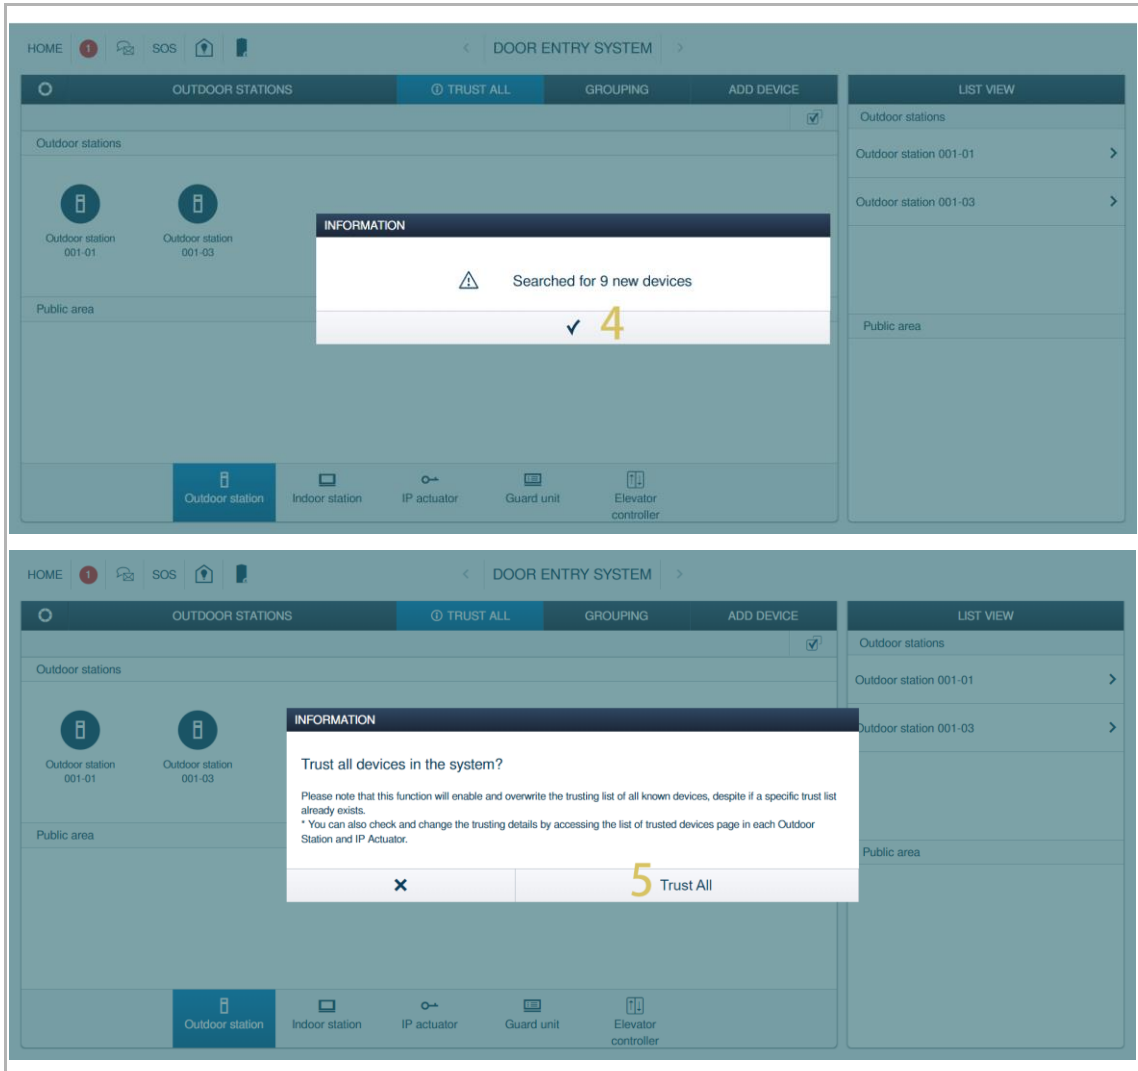 HOME 1 SOS < DOOR ENTRY SYSTEM >
OUTDOOR STATIONS TRUST ALL GROUPING ADD DEVICE LIST VIEW
Outdoor stations
Outdoor stations
Outdoor station 001-01
Outdoor station 001-03
Outdoor station
001-01
Outdoor station
001-03
INFORMATION
Searched for 9 new devices
4
Public area
Public area
Outdoor station Indoor station IP actuator Guard unit Elevator
controller
HOME 1 SOS < DOOR ENTRY SYSTEM >
OUTDOOR STATIONS TRUST ALL GROUPING ADD DEVICE LIST VIEW
Outdoor stations
Outdoor stations
Outdoor station 001-01
Outdoor station 001-03
Outdoor station
001-01
Outdoor station
001-03
INFORMATION
Trust all devices in the system?
Please note that this function will enable and overwrite the trusting list of all known devices, despite if a specific trust list
already exists.
* You can also check and change the trusting details by accessing the list of trusted devices page in each Outdoor
Station and IP Actuator.
5 Trust All
Public area
Public area
Outdoor station Indoor station IP actuator Guard unit Elevator
controller